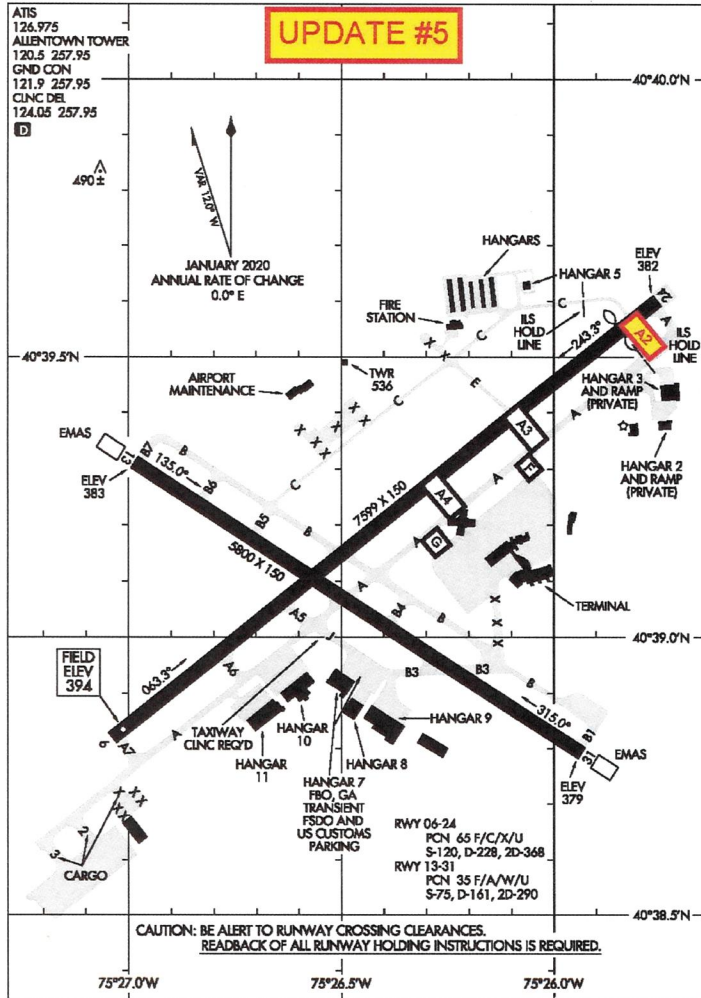 ATIS
126.975
ALLENTOWN TOWER
120.5 257.95
GND CON
121.9 257.95
CLNC DEL
124.05 257.95
D
UPDATE #5
40°40.0'N
490±
VAR 12.0° W
JANUARY 2020
ANNUAL RATE OF CHANGE
0.0° E
HANGARS
HANGAR 5
ELEV
382
24
A
C
FIRE
STATION
ILS
HOLD
LINE
243.3°
A2
ILS
HOLD
LINE
40°39.5'N
C
TWR
536
E
HANGAR 3
AND RAMP
(PRIVATE)
AIRPORT
MAINTENANCE
X X
X X
X
X X
X X
C
A
A3
EMAS
B7
B
13
135.0°
ELEV
383
B6
F
HANGAR 2
AND RAMP
(PRIVATE)
C
7599 X 150
A4
A
B5
B
5800 X 150
A
G
TERMINAL
A
B4
B
X
X
X
X
40°39.0'N
A5
FIELD
ELEV
394
063.3°
A6
B3
B3
B
315.0°
B1
6
A7
A
TAXIWAY
CLNC REQ'D
HANGAR
11
HANGAR
10
HANGAR 9
HANGAR 8
31
EMAS
ELEV
379
HANGAR 7
FBO, GA
TRANSIENT
FSDO AND
US CUSTOMS
PARKING
X X X
X X
2
3
CARGO
RWY 06-24
PCN 65 F/C/X/U
S-120, D-228, 2D-368
RWY 13-31
PCN 35 F/A/W/U
S-75, D-161, 2D-290
40°38.5'N
CAUTION: BE ALERT TO RUNWAY CROSSING CLEARANCES.
READBACK OF ALL RUNWAY HOLDING INSTRUCTIONS IS REQUIRED.
75°27.0'W
75°26.5'W
75°26.0'W